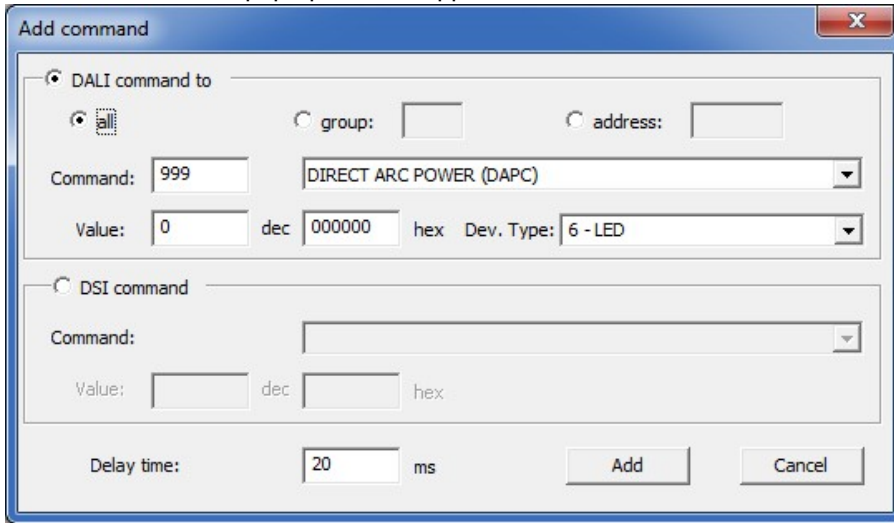 Add command
DALI command to
all group: address:
Command: 999 DIRECT ARC POWER (DAPC)
Value: 0 dec 000000 hex Dev. Type: 6 - LED
DSI command
Command:
Value: dec hex
Delay time: 20 ms Add Cancel